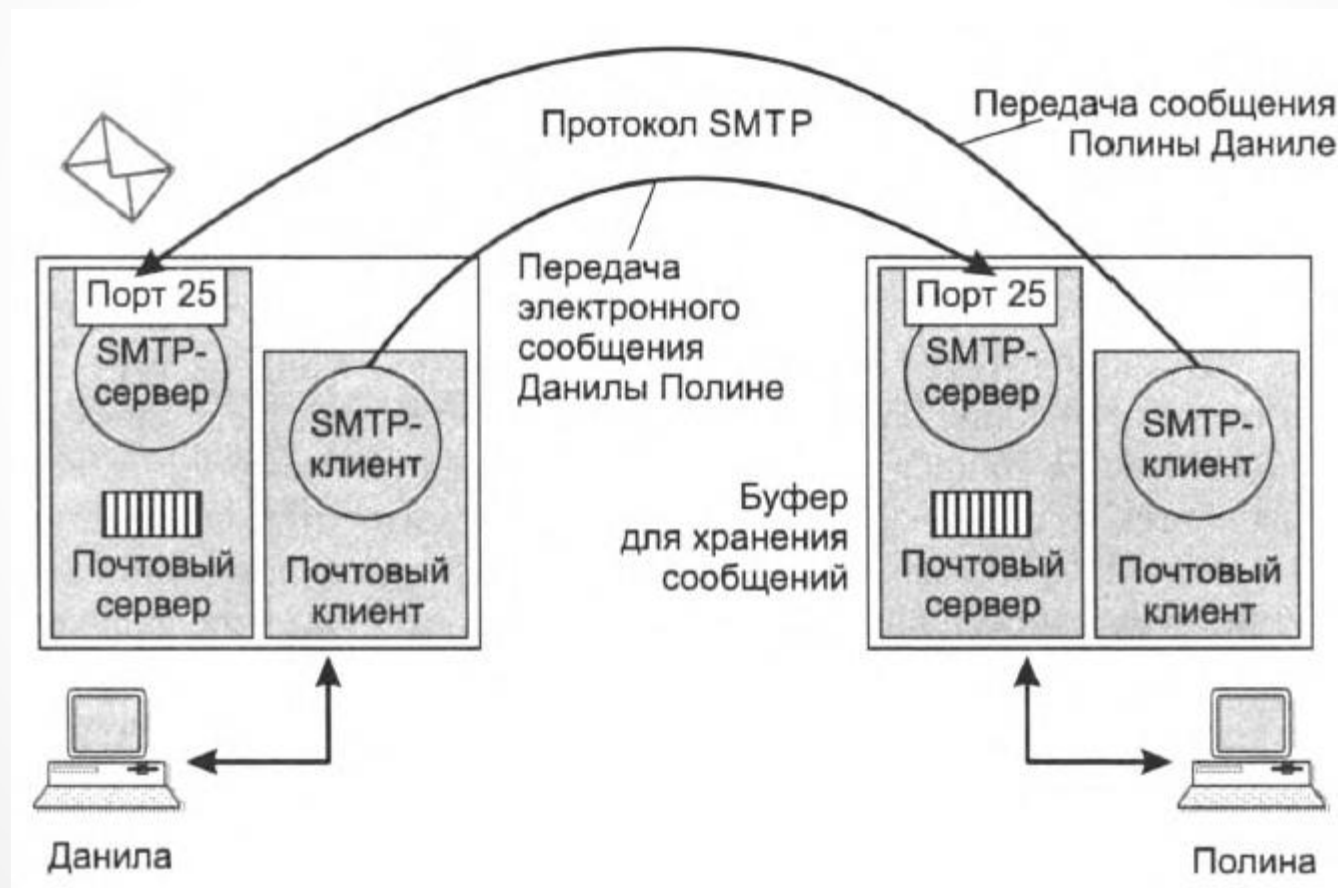 Протокол SMTP
Передача сообщения
Полины Даниле
Передача
электронного
сообщения
Данилы Полине
Порт 25
SMTP-
сервер
SMTP-
клиент
Почтовый
сервер
Почтовый
клиент
Буфер
для хранения
сообщений
Порт 25
SMTP-
сервер
SMTP-
клиент
Почтовый
сервер
Почтовый
клиент
Данила
Полина